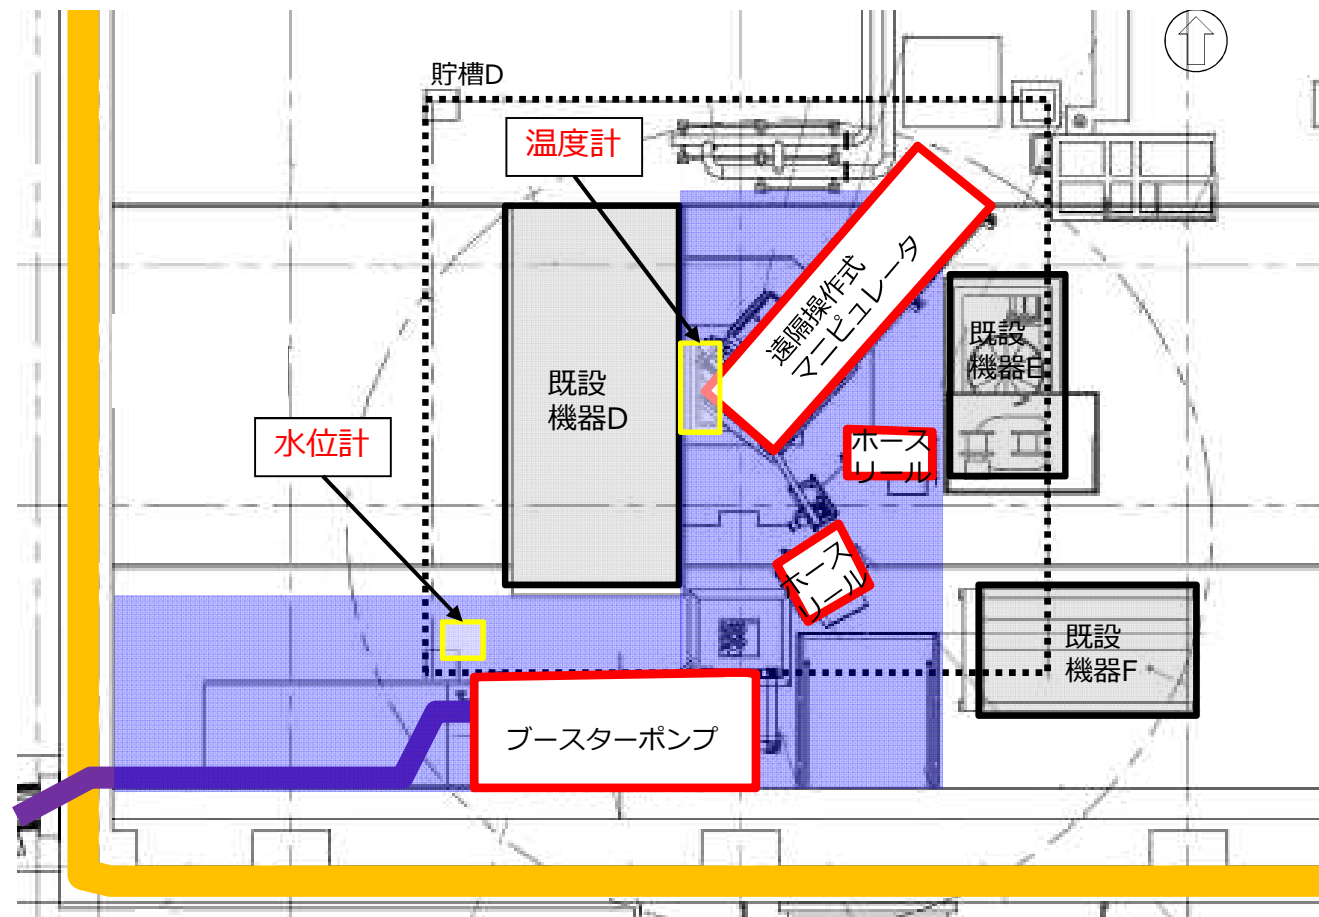 貯槽D
温度計
遠隔操作式
マニピュレータ
既設
機器E
既設
機器D
水位計
ホース
リール
ホース
リール
既設
機器F
ブースターポンプ